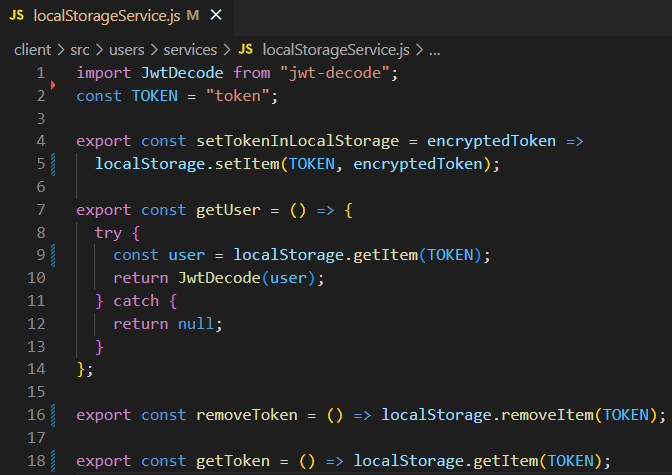 JS localStorageService.js M ×
client > src > users > services > JS localStorageService.js > ...
1 import JwtDecode from "jwt-decode";
2 const TOKEN = "token";
3
4 export const setTokenInLocalStorage = encryptedToken =>
5   localStorage.setItem(TOKEN, encryptedToken);
6
7 export const getUser = () => {
8   try {
9     const user = localStorage.getItem(TOKEN);
10     return JwtDecode(user);
11   } catch {
12     return null;
13   }
14 };
15
16 export const removeToken = () => localStorage.removeItem(TOKEN);
17
18 export const getToken = () => localStorage.getItem(TOKEN);